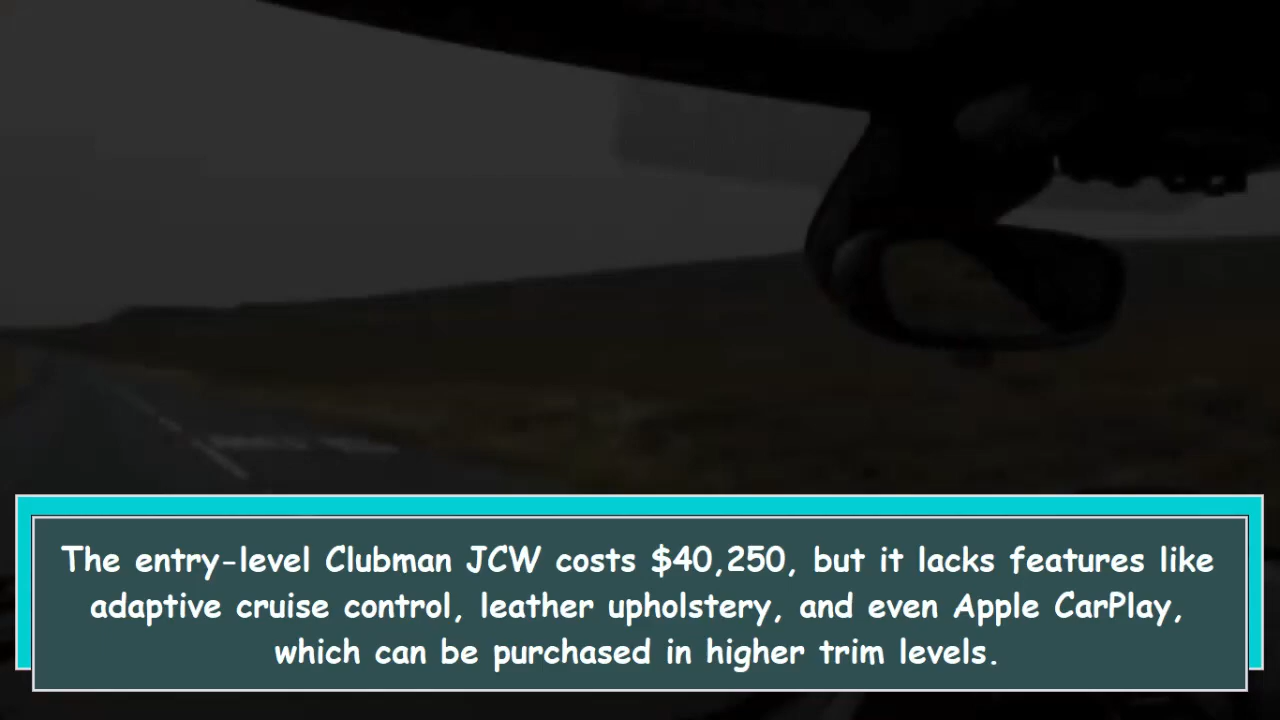 The entry-level Clubman JCW costs $40,250, but it lacks features like
adaptive cruise control, leather upholstery, and even Apple CarPlay,
which can be purchased in higher trim levels.